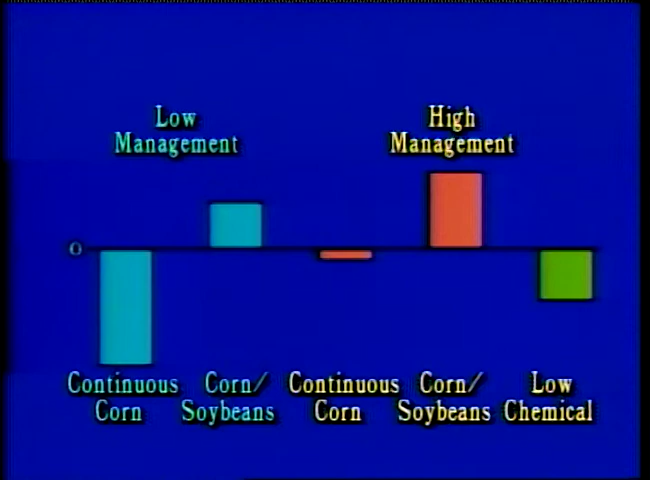 Low
Management
High
Management
0
Continuous
Corn
Corn/
Soybeans
Continuous
Corn
Corn/
Soybeans
Low
Chemical